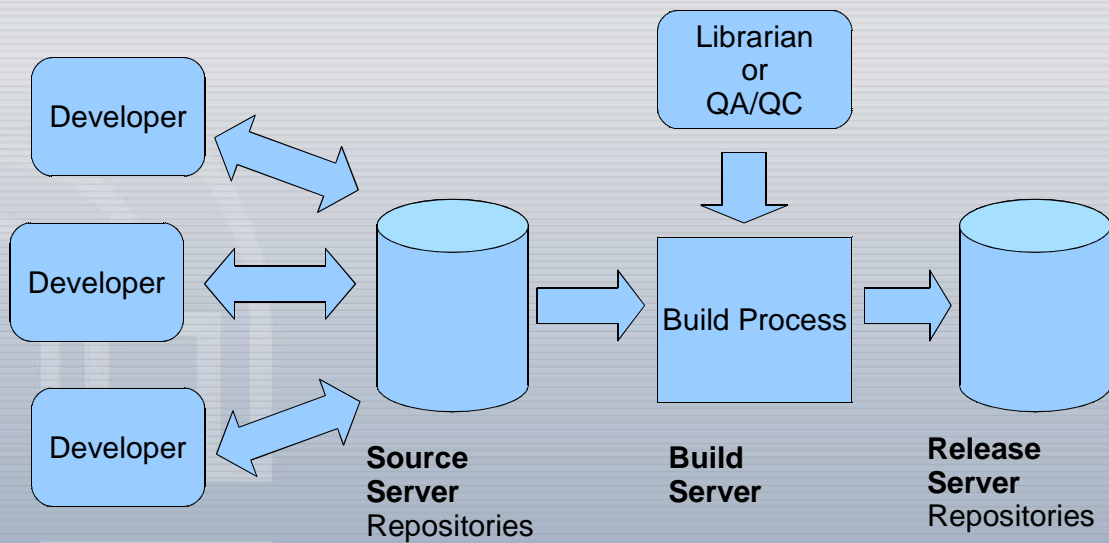 Librarian
or
QA/QC
Developer
Developer
Developer
Build Process
Source
Server
Repositories
Build
Server
Release
Server
Repositories